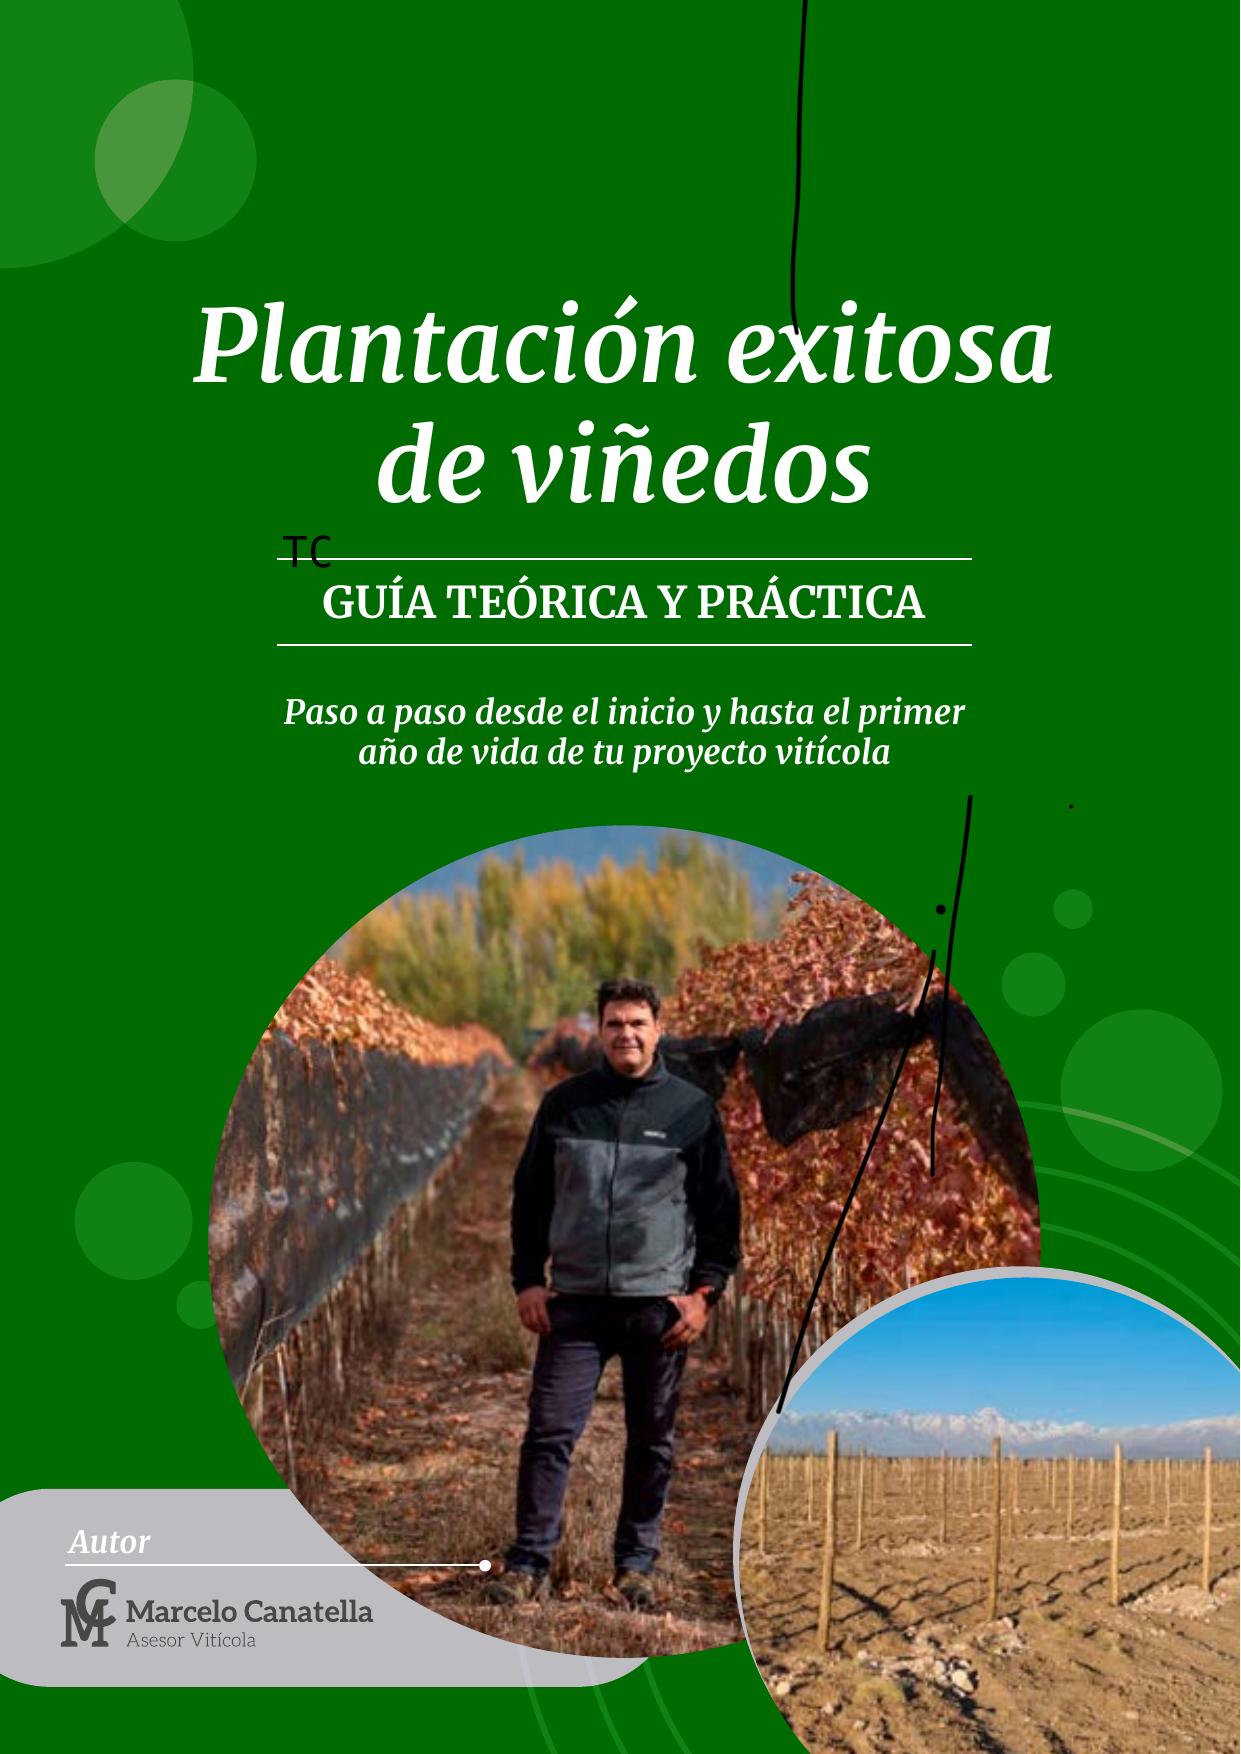 Plantación exitosa
de viñedos
TC
GUÍA TEÓRICA Y PRÁCTICA
Paso a paso desde el inicio y hasta el primer
año de vida de tu proyecto vitícola
Autor
MC Marcelo Canatella
Asesor Vitícola